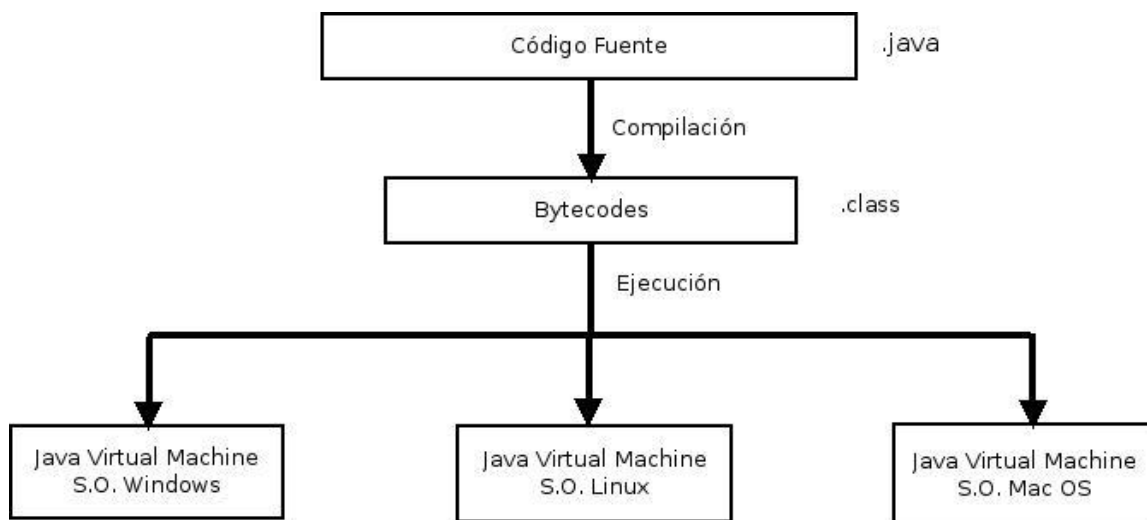 Código Fuente
.java
Compilación
Bytecodes
.class
Ejecución
Java Virtual Machine
S.O. Windows
Java Virtual Machine
S.O. Linux
Java Virtual Machine
S.O. Mac OS